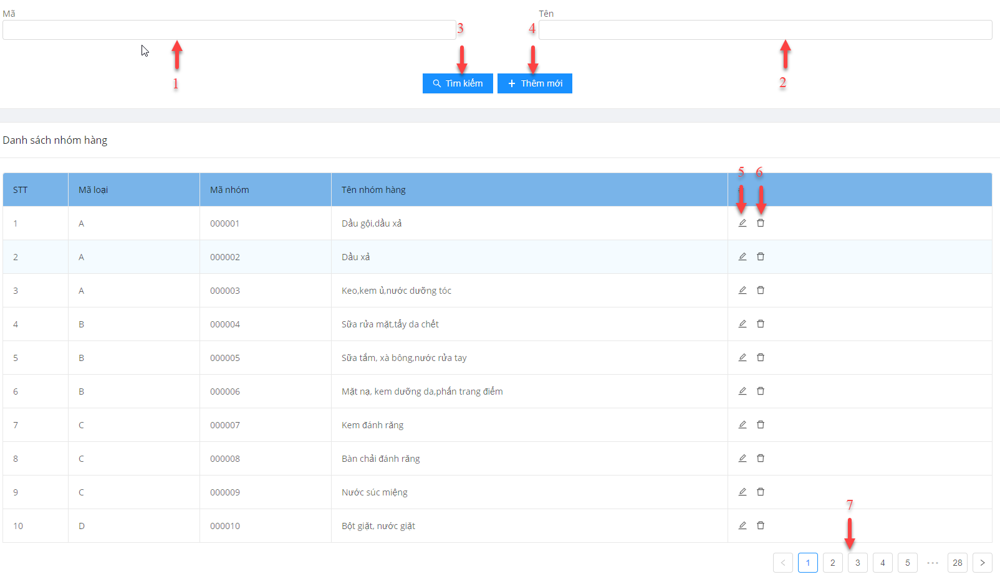 Mã Tên
3 4
1 2
Tìm kiếm Thêm mới
Danh sách nhóm hàng
5 6
STT Mã loại Mã nhóm Tên nhóm hàng
1 A 000001 Dầu gội,dầu xả
2 A 000002 Dầu xả
3 A 000003 Keo,kem ủ,nước dưỡng tóc
4 B 000004 Sữa rửa mặt,tẩy da chết
5 B 000005 Sữa tắm, xà bông,nước rửa tay
6 B 000006 Mặt nạ, kem dưỡng da,phấn trang điểm
7 C 000007 Kem đánh răng
8 C 000008 Bàn chải đánh răng
9 C 000009 Nước súc miệng
7
10 D 000010 Bột giặt, nước giặt
< 1 2 3 4 5 ••• 28 >